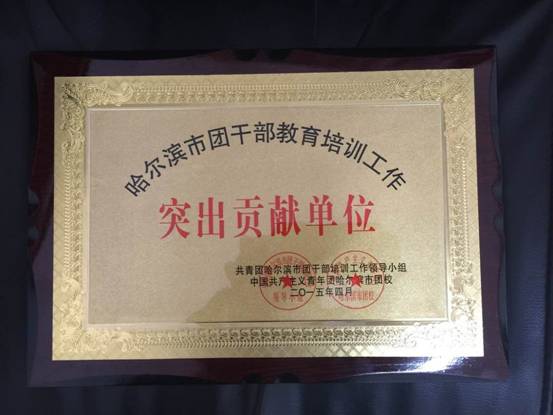 哈尔滨市团干部教育培训工作
突出贡献单位
共青团哈尔滨市团干部培训工作领导小组
中国共产主义青年团哈尔滨市团校
二〇一五年四月